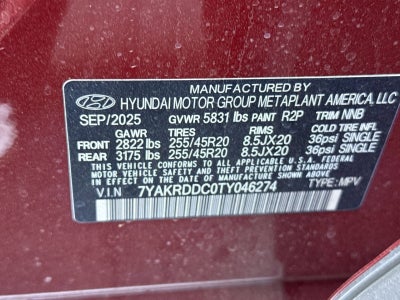 MANUFACTURED BY
HYUNDAI MOTOR GROUP METAPLANT AMERICA, LLC
SEP/2025 GVWR 5831 lbs PAINT R2P TRIM NNB
GAWR TIRES RIMS COLD TIRE PRESSURE
FRONT 2822 lbs 255/45R20 8.5JX20 36psi SINGLE
REAR 3175 lbs 255/45R20 8.5JX20 36psi SINGLE
THIS VEHICLE CONFORMS TO ALL APPLICABLE U.S.A. FEDERAL
MOTOR VEHICLE SAFETY, BUMPER, AND THEFT PREVENTION
STANDARDS IN EFFECT ON THE DATE OF MANUFACTURE SHOWN ABOVE.
V.I.N 7YAKRDDC0TY046274 TYPE:MPV